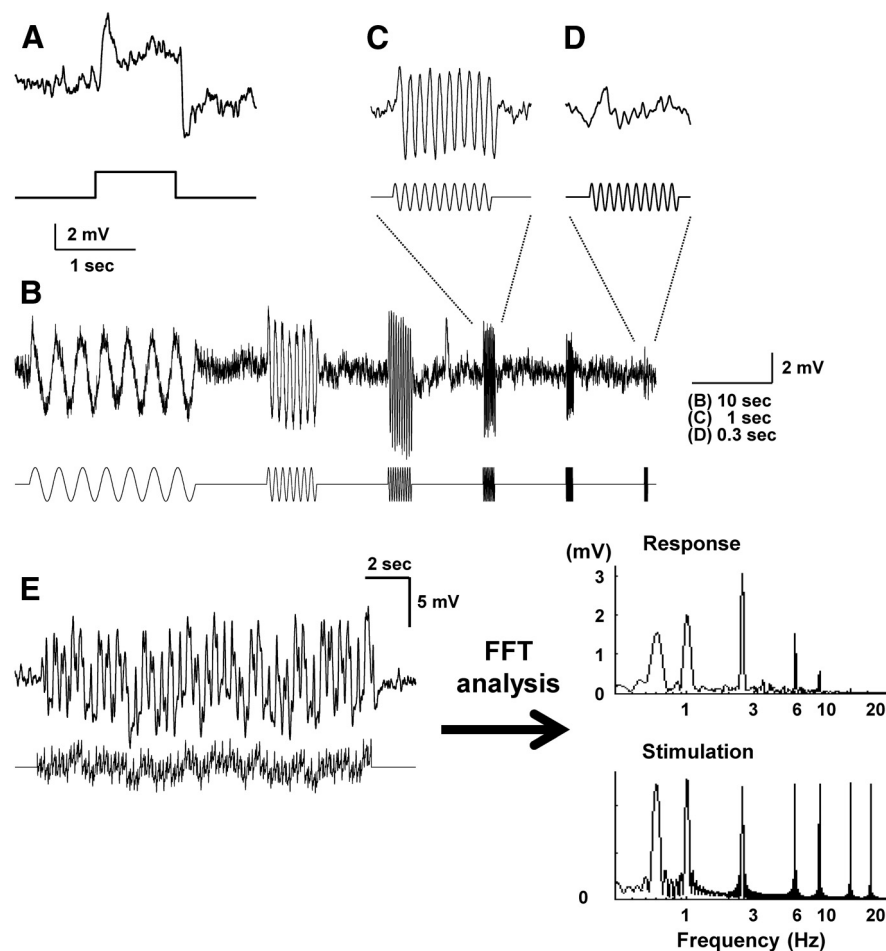 A
C
D
2 mV
1 sec
B
2 mV
(B) 10 sec
(C) 1 sec
(D) 0.3 sec
E
2 sec
5 mV
FFT
analysis
(mV)
Response
3
2
1
0
1 3 6 10 20
Stimulation
0
1 3 6 10 20
Frequency (Hz)